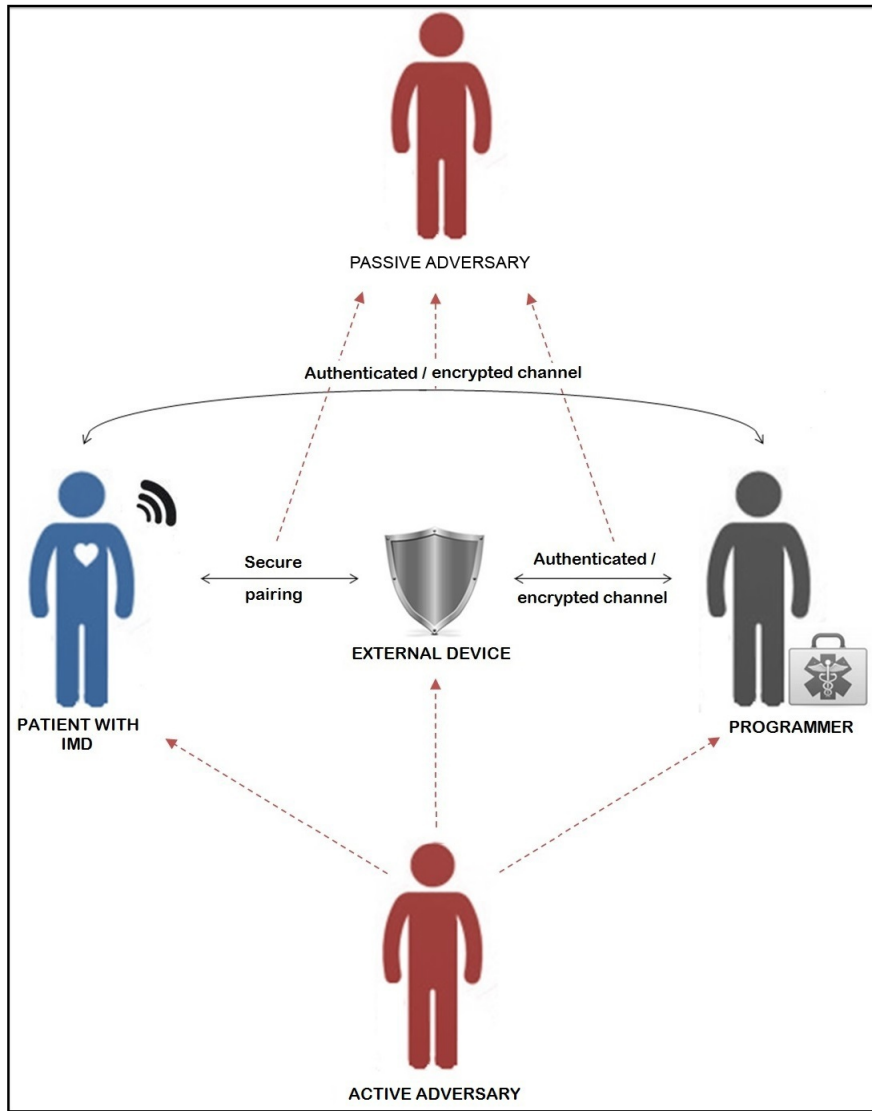 PASSIVE ADVERSARY
Authenticated / encrypted channel
Secure
pairing
Authenticated /
encrypted channel
EXTERNAL DEVICE
PATIENT WITH
IMD
PROGRAMMER
ACTIVE ADVERSARY